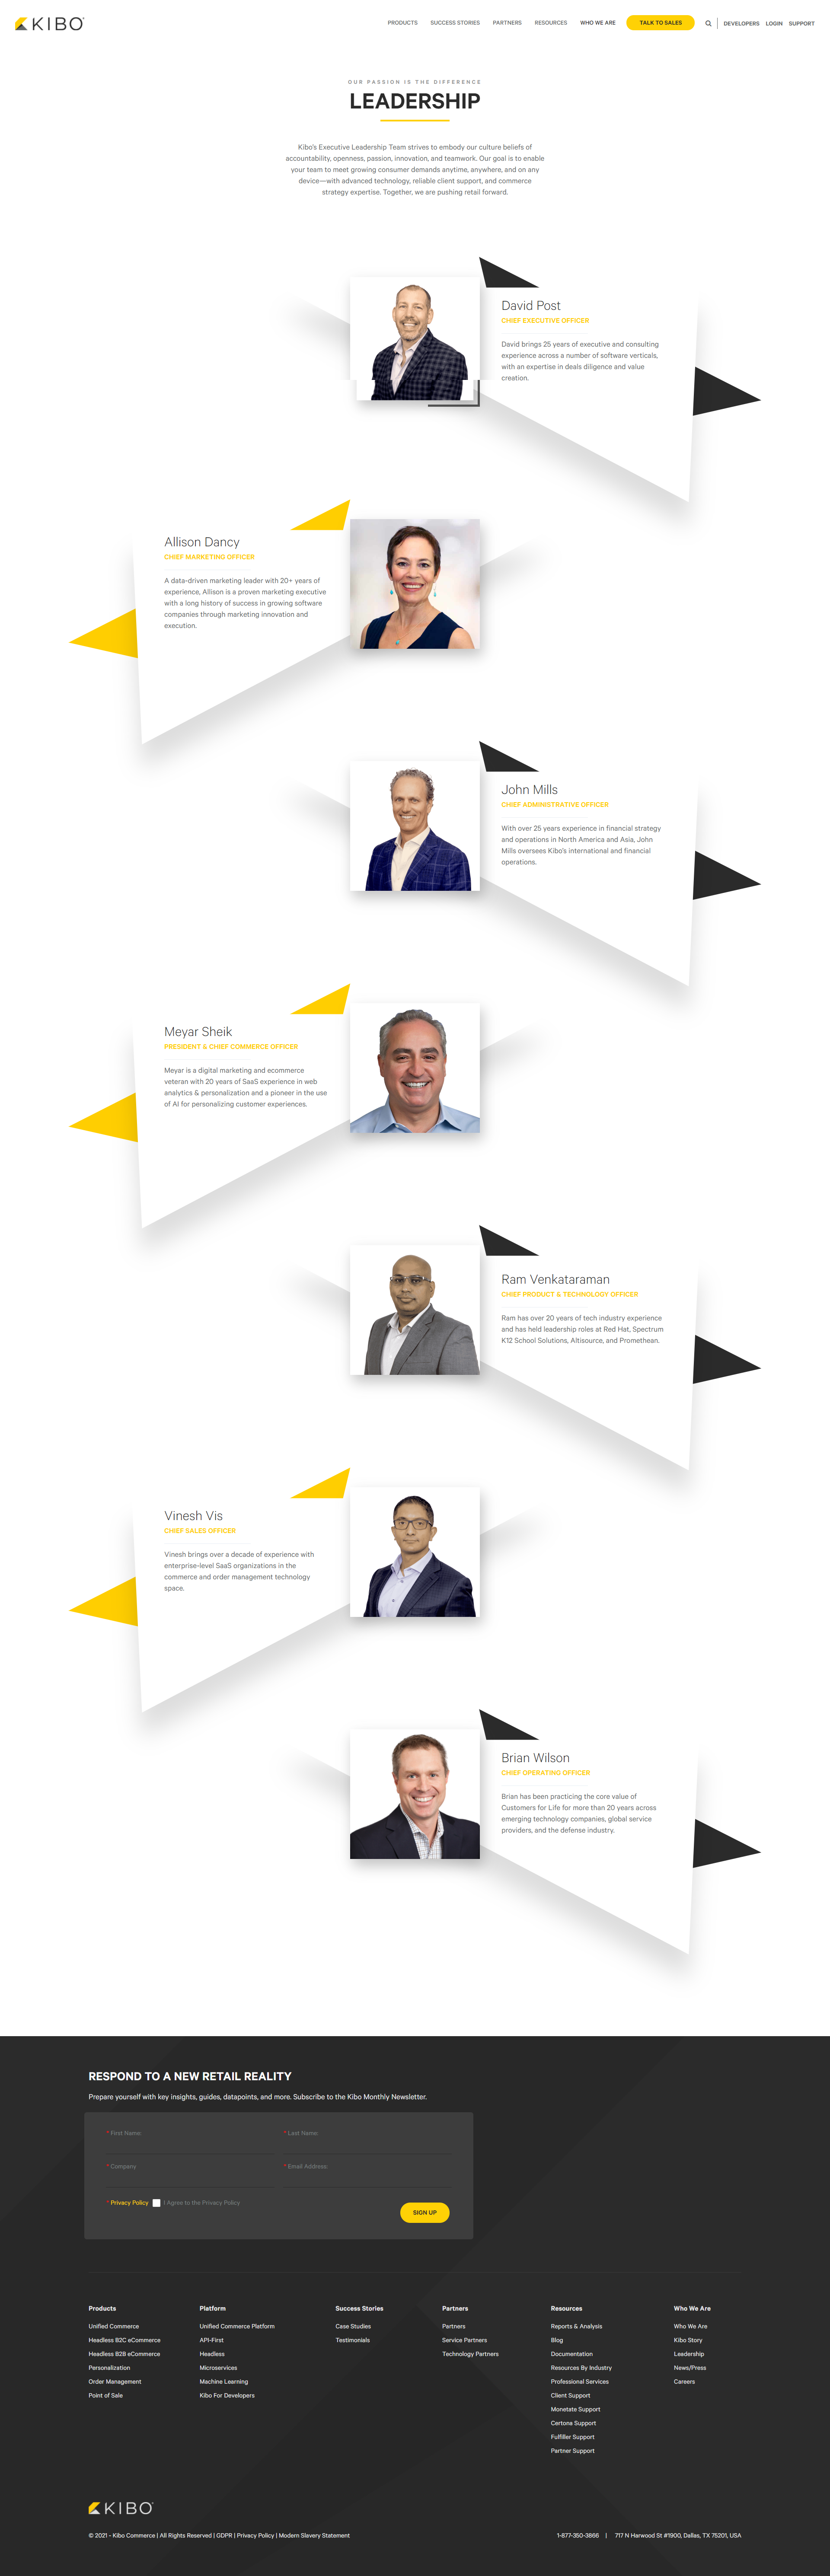 KIBO
PRODUCTS SUCCESS STORIES PARTNERS RESOURCES WHO WE ARE TALK TO SALES DEVELOPERS LOGIN SUPPORT
OUR PASSION IS THE DIFFERENCE
LEADERSHIP
Kibo's Executive Leadership Team strives to embody our culture beliefs of
accountability, openness, passion, innovation, and teamwork. Our goal is to enable
your team to meet growing consumer demands anytime, anywhere, and on any
device—with advanced technology, reliable client support, and commerce
strategy expertise. Together, we are pushing retail forward.
David Post
CHIEF EXECUTIVE OFFICER
David brings 25 years of executive and consulting
experience across a number of software verticals,
with an expertise in deals diligence and value
creation.
Allison Dancy
CHIEF MARKETING OFFICER
A data-driven marketing leader with 20+ years of
experience, Allison is a proven marketing executive
with a long history of success in growing software
companies through marketing innovation and
execution.
John Mills
CHIEF ADMINISTRATIVE OFFICER
With over 25 years experience in financial strategy
and operations in North America and Asia, John
Mills oversees Kibo's international and financial
operations.
Meyar Sheik
PRESIDENT & CHIEF COMMERCE OFFICER
Meyar is a digital marketing and ecommerce
veteran with 20 years of SaaS experience in web
analytics & personalization and a pioneer in the use
of AI for personalizing customer experiences.
Ram Venkataraman
CHIEF PRODUCT & TECHNOLOGY OFFICER
Ram has over 20 years of tech industry experience
and has held leadership roles at Red Hat, Spectrum
K12 School Solutions, Altisource, and Promethean.
Vinesh Vis
CHIEF SALES OFFICER
Vinesh brings over a decade of experience with
enterprise-level SaaS organizations in the
commerce and order management technology
space.
Brian Wilson
CHIEF OPERATING OFFICER
Brian has been practicing the core value of
Customers for Life for more than 20 years across
emerging technology companies, global service
providers, and the defense industry.
RESPOND TO A NEW RETAIL REALITY
Prepare yourself with key insights, guides, datapoints, and more. Subscribe to the Kibo Monthly Newsletter.
* First Name: * Last Name:
* Company * Email Address:
* Privacy Policy I Agree to the Privacy Policy
SIGN UP
Products
Unified Commerce
Headless B2C eCommerce
Headless B2B eCommerce
Personalization
Order Management
Point of Sale
Platform
Unified Commerce Platform
API-First
Headless
Microservices
Machine Learning
Kibo For Developers
Success Stories
Case Studies
Testimonials
Partners
Partners
Service Partners
Technology Partners
Resources
Reports & Analysis
Blog
Documentation
Resources By Industry
Professional Services
Client Support
Monetate Support
Certona Support
Fulfiller Support
Partner Support
Who We Are
Who We Are
Kibo Story
Leadership
News/Press
Careers
KIBO
© 2021 - Kibo Commerce | All Rights Reserved | GDPR | Privacy Policy | Modern Slavery Statement
1-877-350-3866 | 717 N Harwood St #1900, Dallas, TX 75201, USA